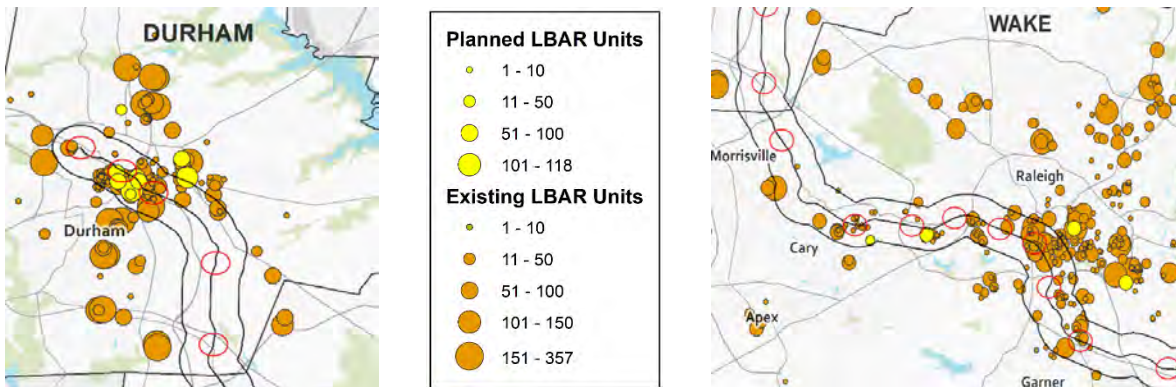 DURHAM
Durham
Planned LBAR Units
1 - 10
11 - 50
51 - 100
101 - 118
Existing LBAR Units
1 - 10
11 - 50
51 - 100
101 - 150
151 - 357
WAKE
Morrisville
Raleigh
Cary
Apex
Garner